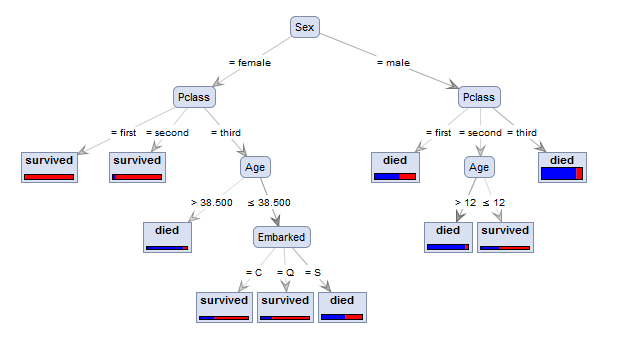 Sex
= female
= male
Pclass
Pclass
= first
= second
= third
= first
= second
= third
survived
survived
Age
died
Age
died
> 38.500
≤ 38.500
> 12
≤ 12
died
Embarked
died
survived
= C
= Q
= S
survived
survived
died